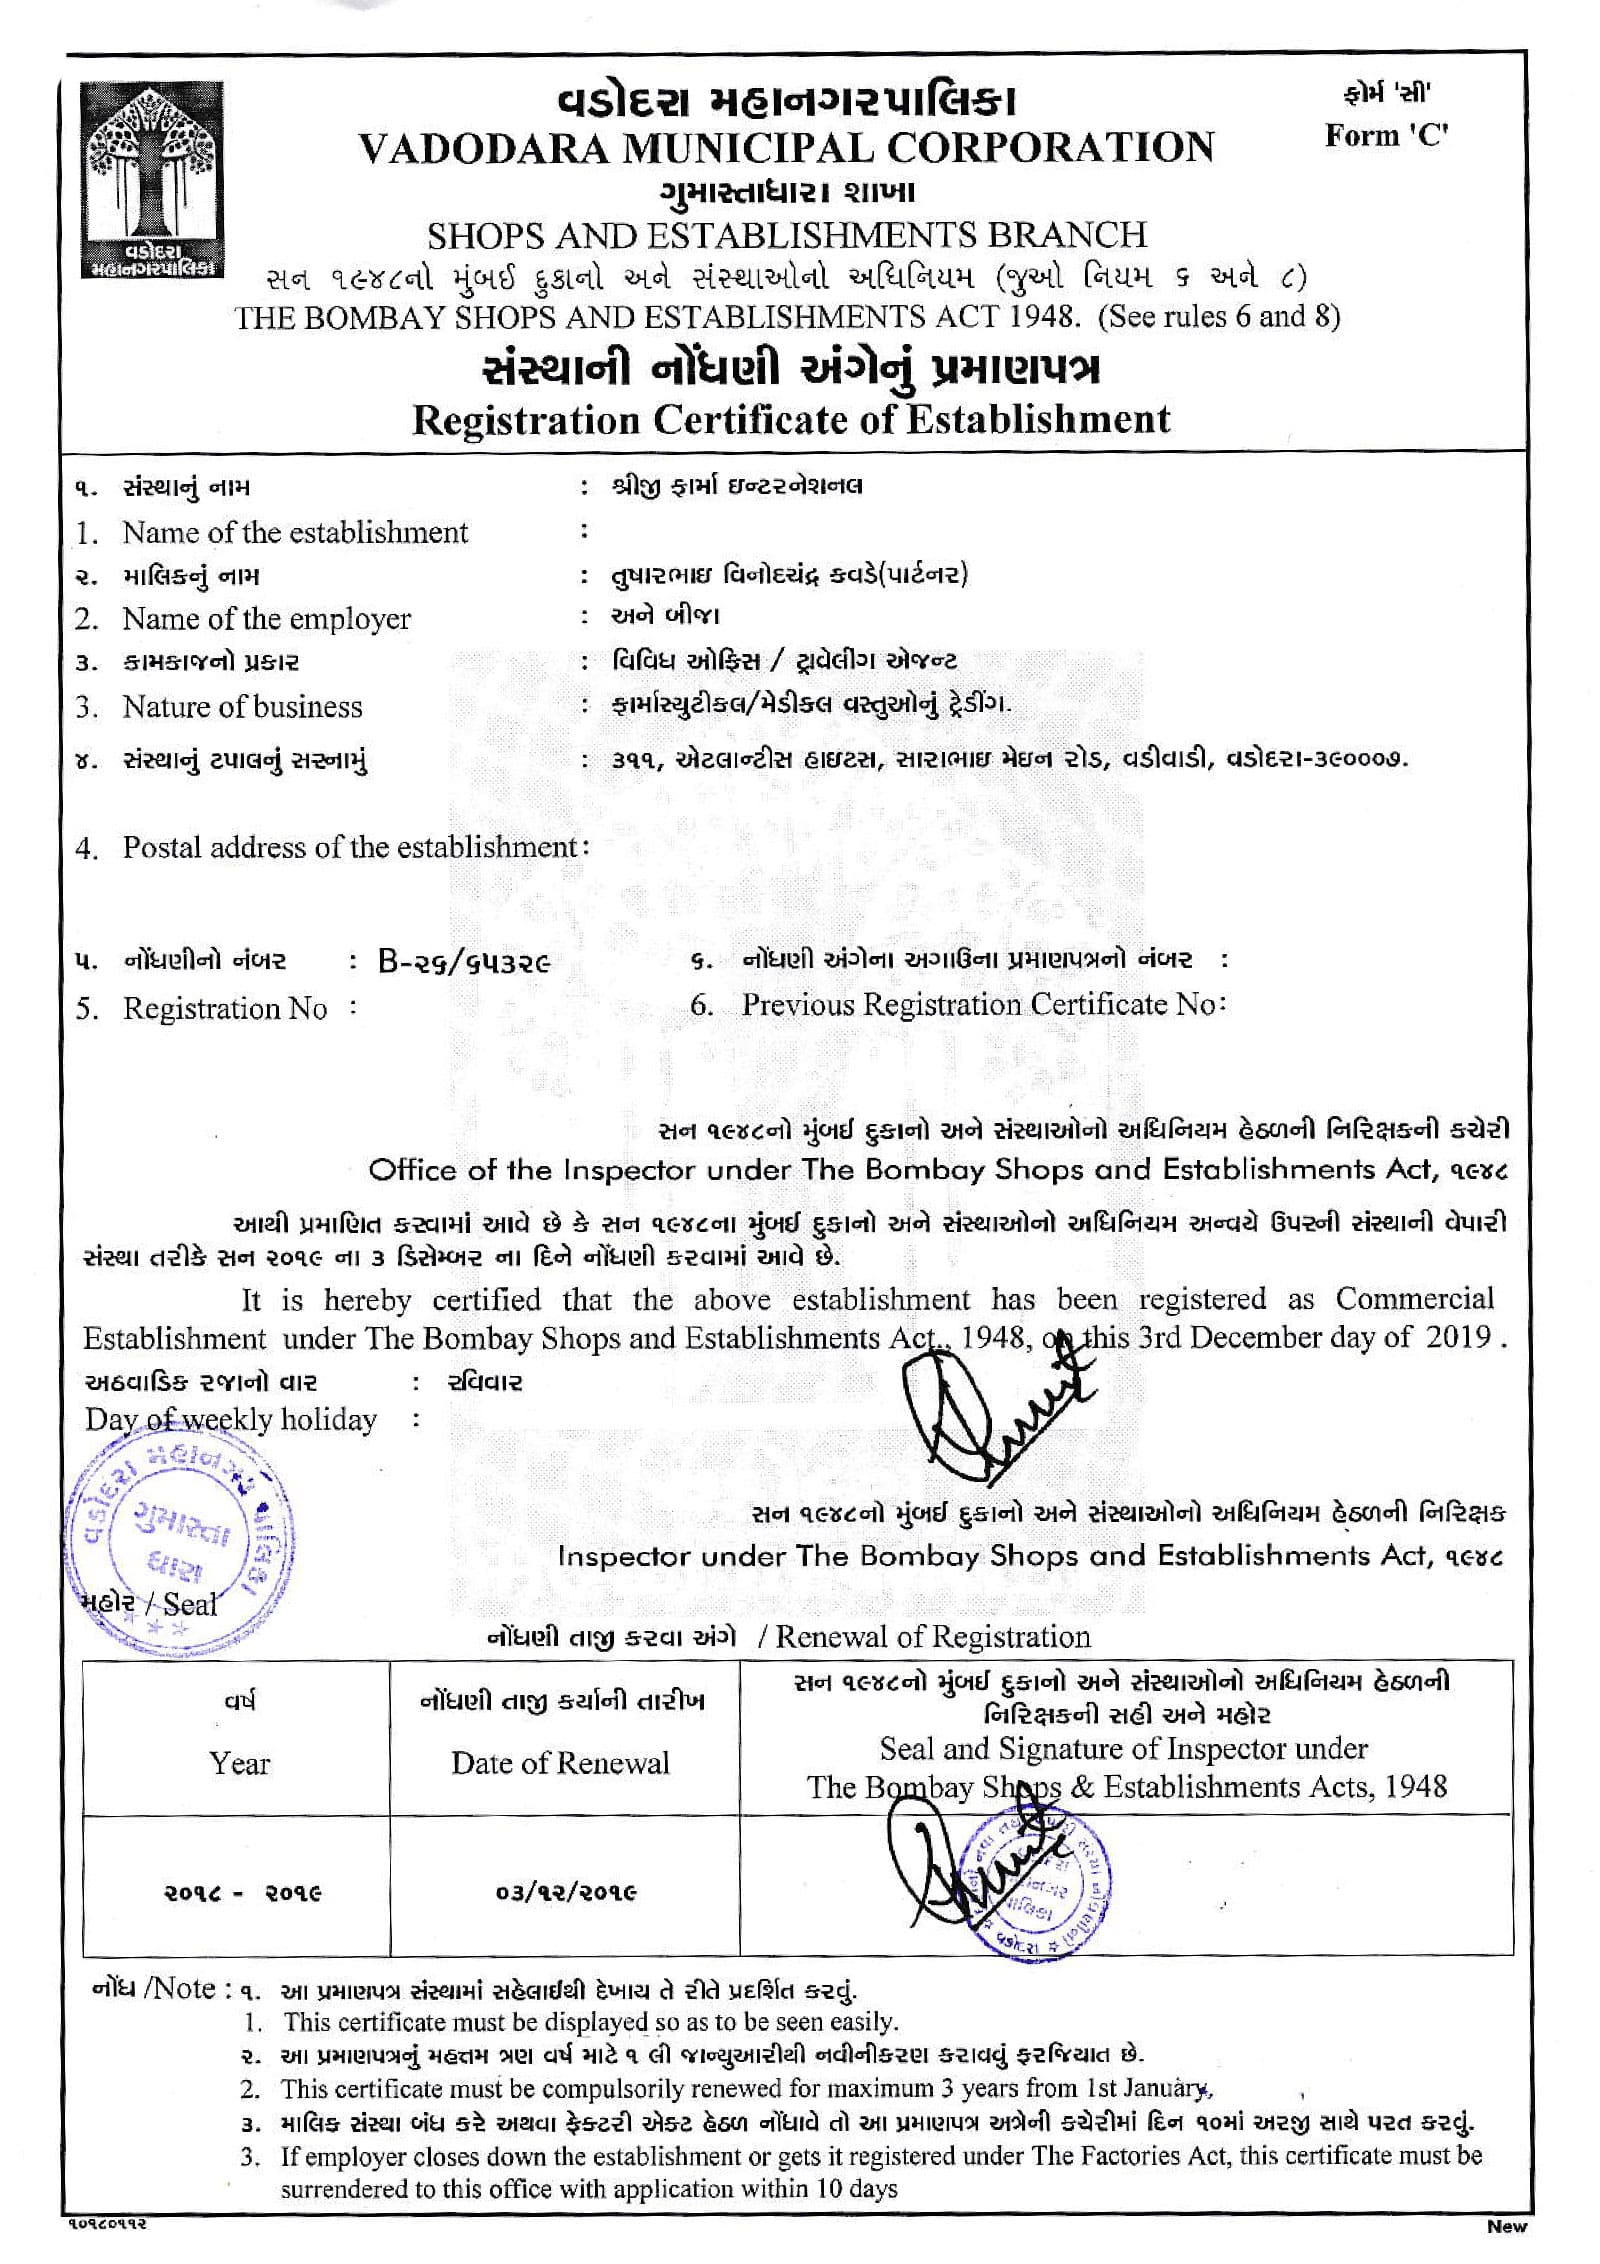 વડોદરા મહાનગરપાલિકા
ફોર્મ 'સી'
VADODARA MUNICIPAL CORPORATION
Form 'C'
ગુમાસ્તાધારા શાખા
SHOPS AND ESTABLISHMENTS BRANCH
વડોદરા
મહાનગરપાલિકા
સન ૧૯૪૮નો મુંબઈ દુકાનો અને સંસ્થાઓનો અધિનિયમ (જુઓ નિયમ ૬ અને ૮)
THE BOMBAY SHOPS AND ESTABLISHMENTS ACT 1948. (See rules 6 and 8)
સંસ્થાની નોંધણી અંગેનું પ્રમાણપત્ર
Registration Certificate of Establishment
૧. સંસ્થાનું નામ : શ્રીજી ફાર્મા ઇન્ટરનેશનલ
1. Name of the establishment :
૨. માલિકનું નામ : તુષારભાઇ વિનોદચંદ્ર કવડે(પાર્ટનર)
2. Name of the employer : અને બીજા
૩. કામકાજનો પ્રકાર : વિવિધ ઓફિસ / ટ્રાવેલીગ એજન્ટ
3. Nature of business : ફાર્માસ્યુટીકલ/મેડીકલ વસ્તુઓનું ટ્રેડીંગ.
૪. સંસ્થાનું ટપાલનું સરનામું : ૩૧૧, એટલાન્ટીસ હાઇટસ, સારાભાઇ મેઇન રોડ, વડીવાડી, વડોદરા-૩૯૦૦૦૭.
4. Postal address of the establishment:
૫. નોંધણીનો નંબર : B-૨૬/૬૫૩૨૯ ૬. નોંધણી અંગેના અગાઉના પ્રમાણપત્રનો નંબર :
5. Registration No : 6. Previous Registration Certificate No:
સન ૧૯૪૮નો મુંબઈ દુકાનો અને સંસ્થાઓનો અધિનિયમ હેઠળની નિરિક્ષકની કચેરી
Office of the Inspector under The Bombay Shops and Establishments Act, ૧૯૪૮
આથી પ્રમાણિત કરવામાં આવે છે કે સન ૧૯૪૮ના મુંબઈ દુકાનો અને સંસ્થાઓનો અધિનિયમ અન્વયે ઉપરની સંસ્થાની વેપારી
સંસ્થા તરીકે સન ૨૦૧૯ ના ૩ ડિસેમ્બર ના દિને નોંધણી કરવામાં આવે છે.
It is hereby certified that the above establishment has been registered as Commercial
Establishment under The Bombay Shops and Establishments Act., 1948, on this 3rd December day of 2019 .
અઠવાડિક રજાનો વાર : રવિવાર
Day of weekly holiday :
વડોદરા મહાનગર પાલિકા
ગુમાસ્તા
ધારા
સન ૧૯૪૮નો મુંબઈ દુકાનો અને સંસ્થાઓનો અધિનિયમ હેઠળની નિરિક્ષક
Inspector under The Bombay Shops and Establishments Act, ૧૯૪૮
મહોર / Seal
નોંધણી તાજી કરવા અંગે / Renewal of Registration
વર્ષ
Year
નોંધણી તાજી કર્યાની તારીખ
Date of Renewal
સન ૧૯૪૮નો મુંબઈ દુકાનો અને સંસ્થાઓનો અધિનિયમ હેઠળની
નિરિક્ષકની સહી અને મહોર
Seal and Signature of Inspector under
The Bombay Shops & Establishments Acts, 1948
૨૦૧૮ - ૨૦૧૯
૦૩/૧૨/૨૦૧૯
નોંધ /Note : ૧. આ પ્રમાણપત્ર સંસ્થામાં સહેલાઈથી દેખાય તે રીતે પ્રદર્શિત કરવું.
1. This certificate must be displayed so as to be seen easily.
૨. આ પ્રમાણપત્રનું મહત્તમ ત્રણ વર્ષ માટે ૧ લી જાન્યુઆરીથી નવીનીકરણ કરાવવું ફરજિયાત છે.
2. This certificate must be compulsorily renewed for maximum 3 years from 1st January,
૩. માલિક સંસ્થા બંધ કરે અથવા ફેક્ટરી એક્ટ હેઠળ નોંધાવે તો આ પ્રમાણપત્ર અત્રેની કચેરીમાં દિન ૧૦માં અરજી સાથે પરત કરવું.
3. If employer closes down the establishment or gets it registered under The Factories Act, this certificate must be
surrendered to this office with application within 10 days
૧૦૧૮૦૧૧૨
New